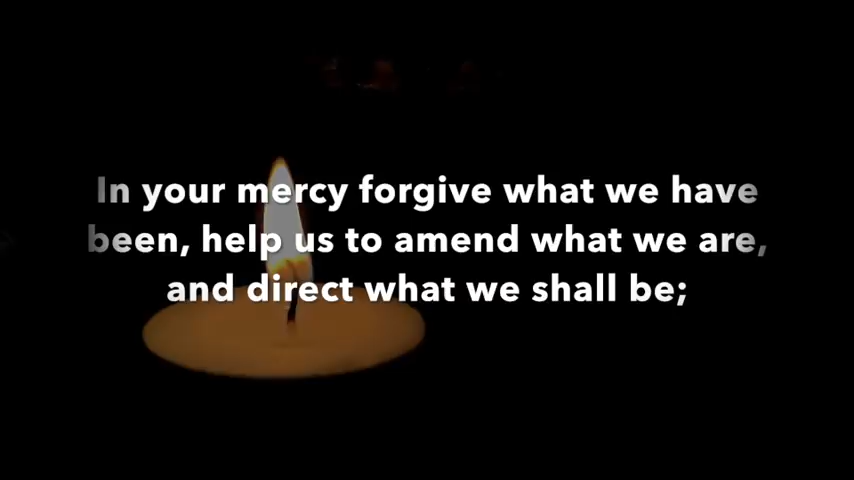 In your mercy forgive what we have
been, help us to amend what we are,
and direct what we shall be;